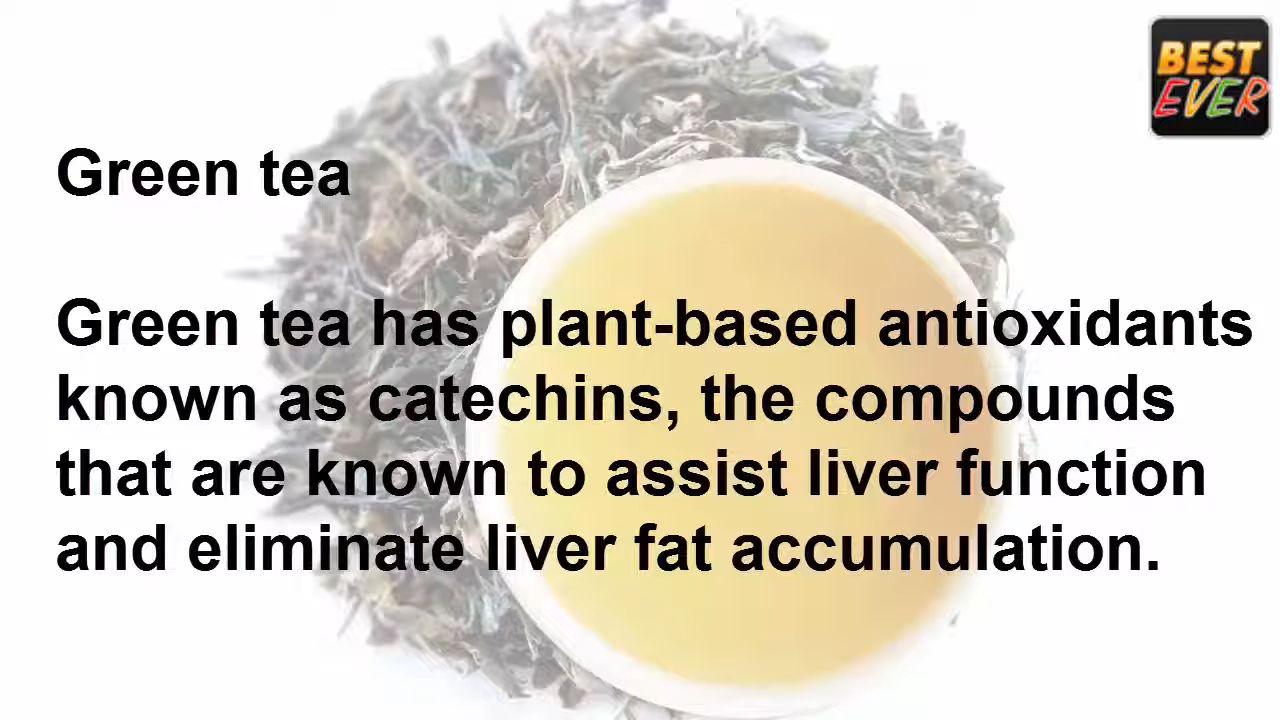 BEST
EVER
Green tea
Green tea has plant-based antioxidants
known as catechins, the compounds
that are known to assist liver function
and eliminate liver fat accumulation.